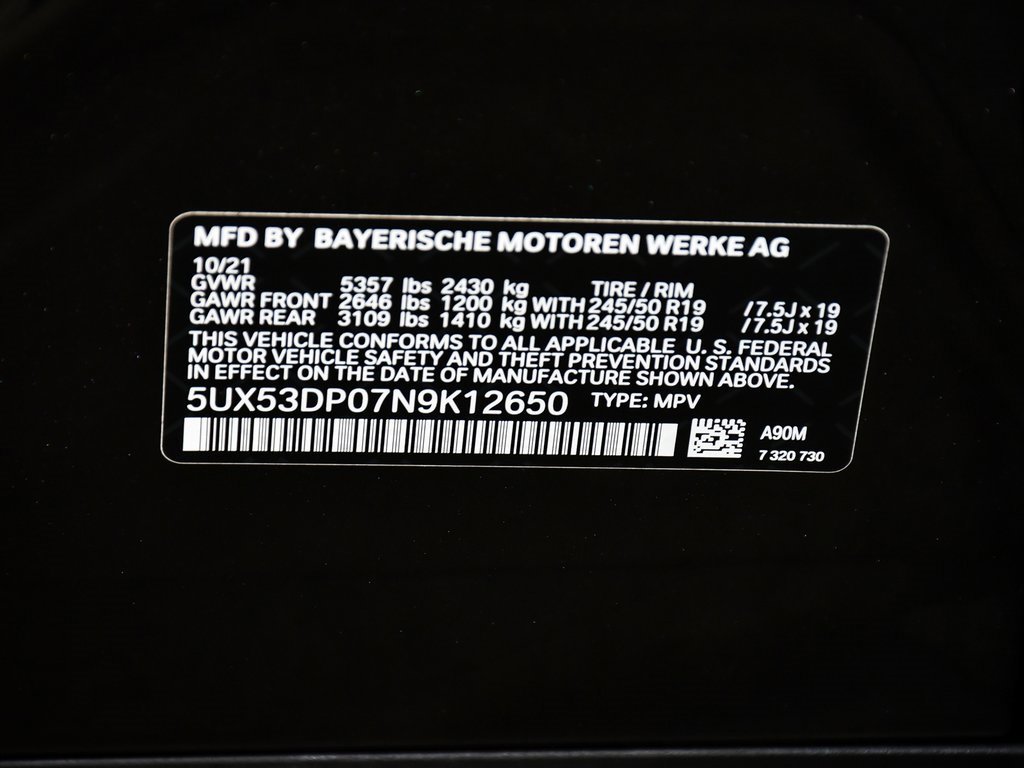 MFD BY BAYERISCHE MOTOREN WERKE AG
10/21
GVWR 5357 lbs 2430 kg TIRE / RIM
GAWR FRONT 2646 lbs 1200 kg WITH 245/50 R19 / 7.5J x 19
GAWR REAR 3109 lbs 1410 kg WITH 245/50 R19 / 7.5J x 19
THIS VEHICLE CONFORMS TO ALL APPLICABLE U. S. FEDERAL
MOTOR VEHICLE SAFETY AND THEFT PREVENTION STANDARDS
IN EFFECT ON THE DATE OF MANUFACTURE SHOWN ABOVE.
5UX53DP07N9K12650 TYPE: MPV
A90M
7 320 730